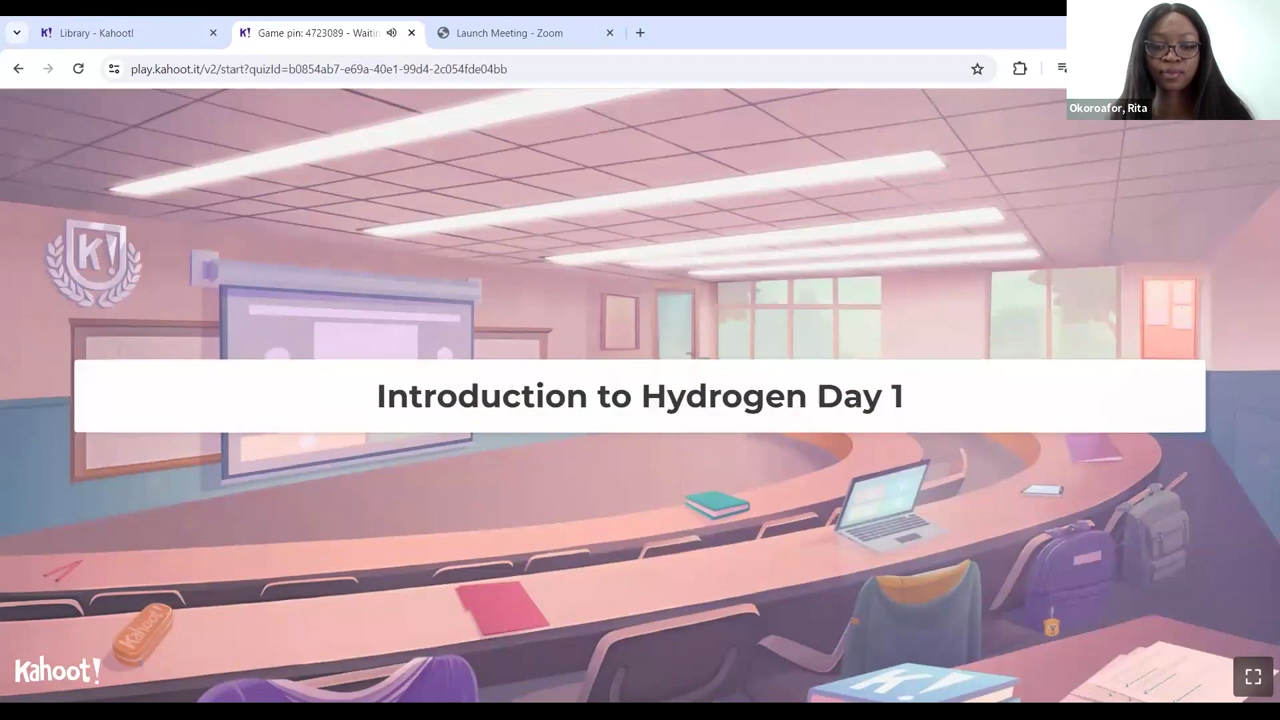 Library - Kahoot!
Game pin: 4723089 - Waitin
Launch Meeting - Zoom
play.kahoot.it/v2/start?quizId=b0854ab7-e69a-40e1-99d4-2c054fde04bb
Okoroafor, Rita
K!
Introduction to Hydrogen Day 1
Kahoot!
Kahoot!
K!